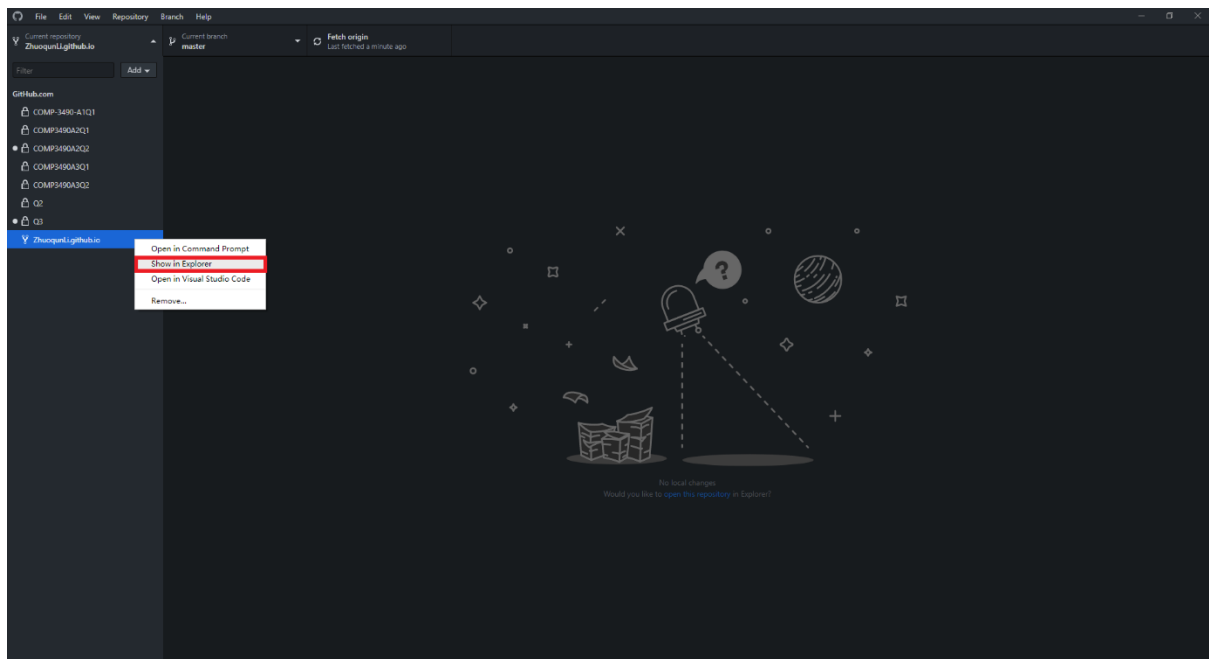 File Edit View Repository Branch Help
Current repository
ZhuoqunLi.github.io
Current branch
master
Fetch origin
Last fetched a minute ago
Filter
Add
GitHub.com
COMP-3490-A1Q1
COMP3490A2Q1
COMP3490A2Q2
COMP3490A3Q1
COMP3490A3Q2
Q2
Q3
ZhuoqunLi.github.io
Open in Command Prompt
Show in Explorer
Open in Visual Studio Code
Remove...
?
No local changes
Would you like to open this repository in Explorer?